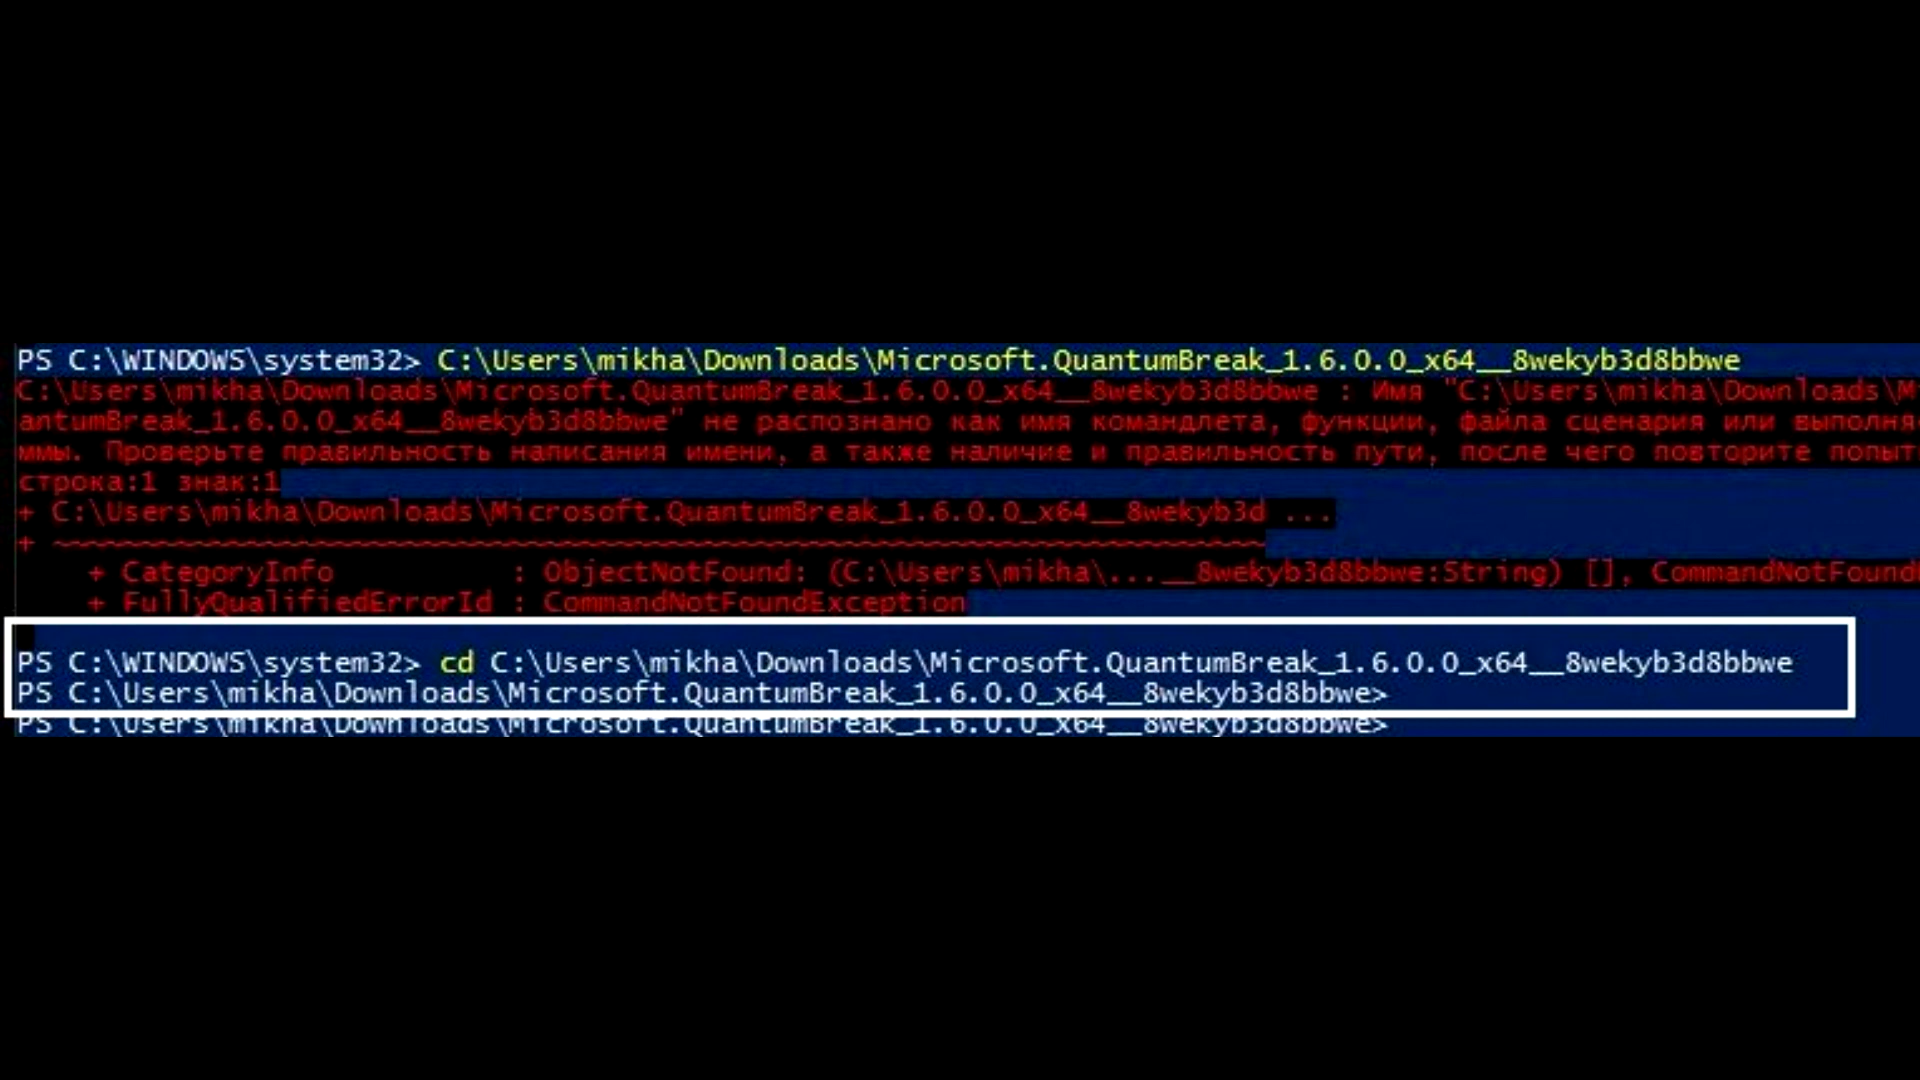 PS C:\WINDOWS\system32> C:\Users\mikha\Downloads\Microsoft.QuantumBreak_1.6.0.0_x64__8wekyb3d8bbwe
C:\Users\mikha\Downloads\Microsoft.QuantumBreak_1.6.0.0_x64__8wekyb3d8bbwe : Имя "C:\Users\mikha\Downloads\M
antumBreak_1.6.0.0_x64__8wekyb3d8bbwe" не распознано как имя командлета, функции, файла сценария или выполня
ммы. Проверьте правильность написания имени, а также наличие и правильность пути, после чего повторите попыт
строка:1 знак:1
+ C:\Users\mikha\Downloads\Microsoft.QuantumBreak_1.6.0.0_x64__8wekyb3d ...
+ ~~~~~~~~~~~~~~~~~~~~~~~~~~~~~~~~~~~~~~~~~~~~~~~~~~~~~~~~~~~~~~~~~~~~~
+ CategoryInfo : ObjectNotFound: (C:\Users\mikha\...__8wekyb3d8bbwe:String) [], CommandNotFound
+ FullyQualifiedErrorId : CommandNotFoundException
PS C:\WINDOWS\system32> cd C:\Users\mikha\Downloads\Microsoft.QuantumBreak_1.6.0.0_x64__8wekyb3d8bbwe
PS C:\Users\mikha\Downloads\Microsoft.QuantumBreak_1.6.0.0_x64__8wekyb3d8bbwe>
PS C:\Users\mikha\Downloads\Microsoft.QuantumBreak_1.6.0.0_x64__8wekyb3d8bbwe>